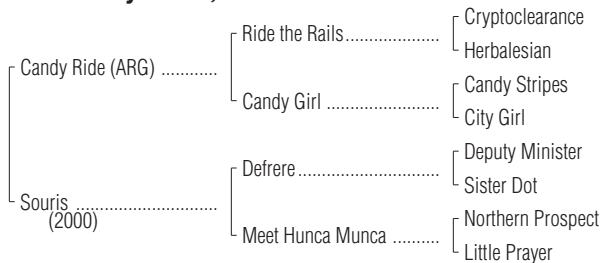 Cryptoclearance
Ride the Rails
Herbalesian
Candy Ride (ARG)
Candy Stripes
Candy Girl
City Girl
Deputy Minister
Defrere
Sister Dot
Souris
(2000)
Northern Prospect
Meet Hunca Munca
Little Prayer